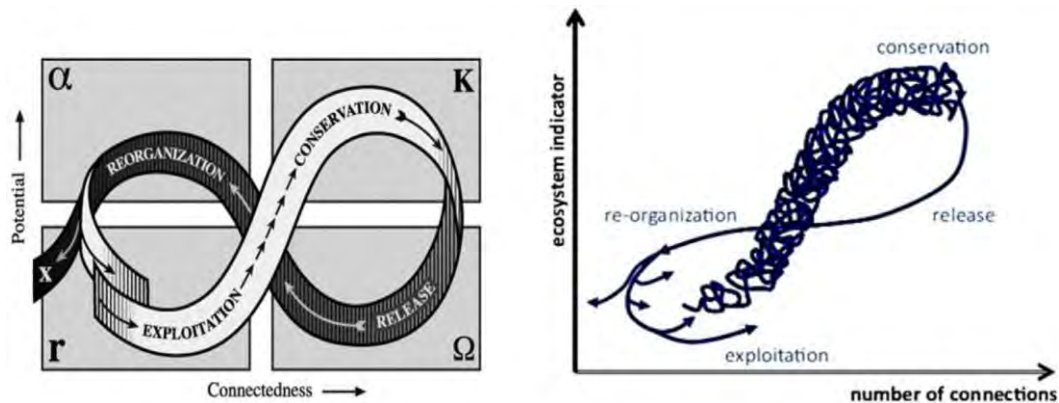 α
K
REORGANIZATION
CONSERVATION
Potential
x
EXPLOITATION
RELEASE
r
Ω
Connectedness
conservation
ecosystem indicator
re-organization
release
exploitation
number of connections